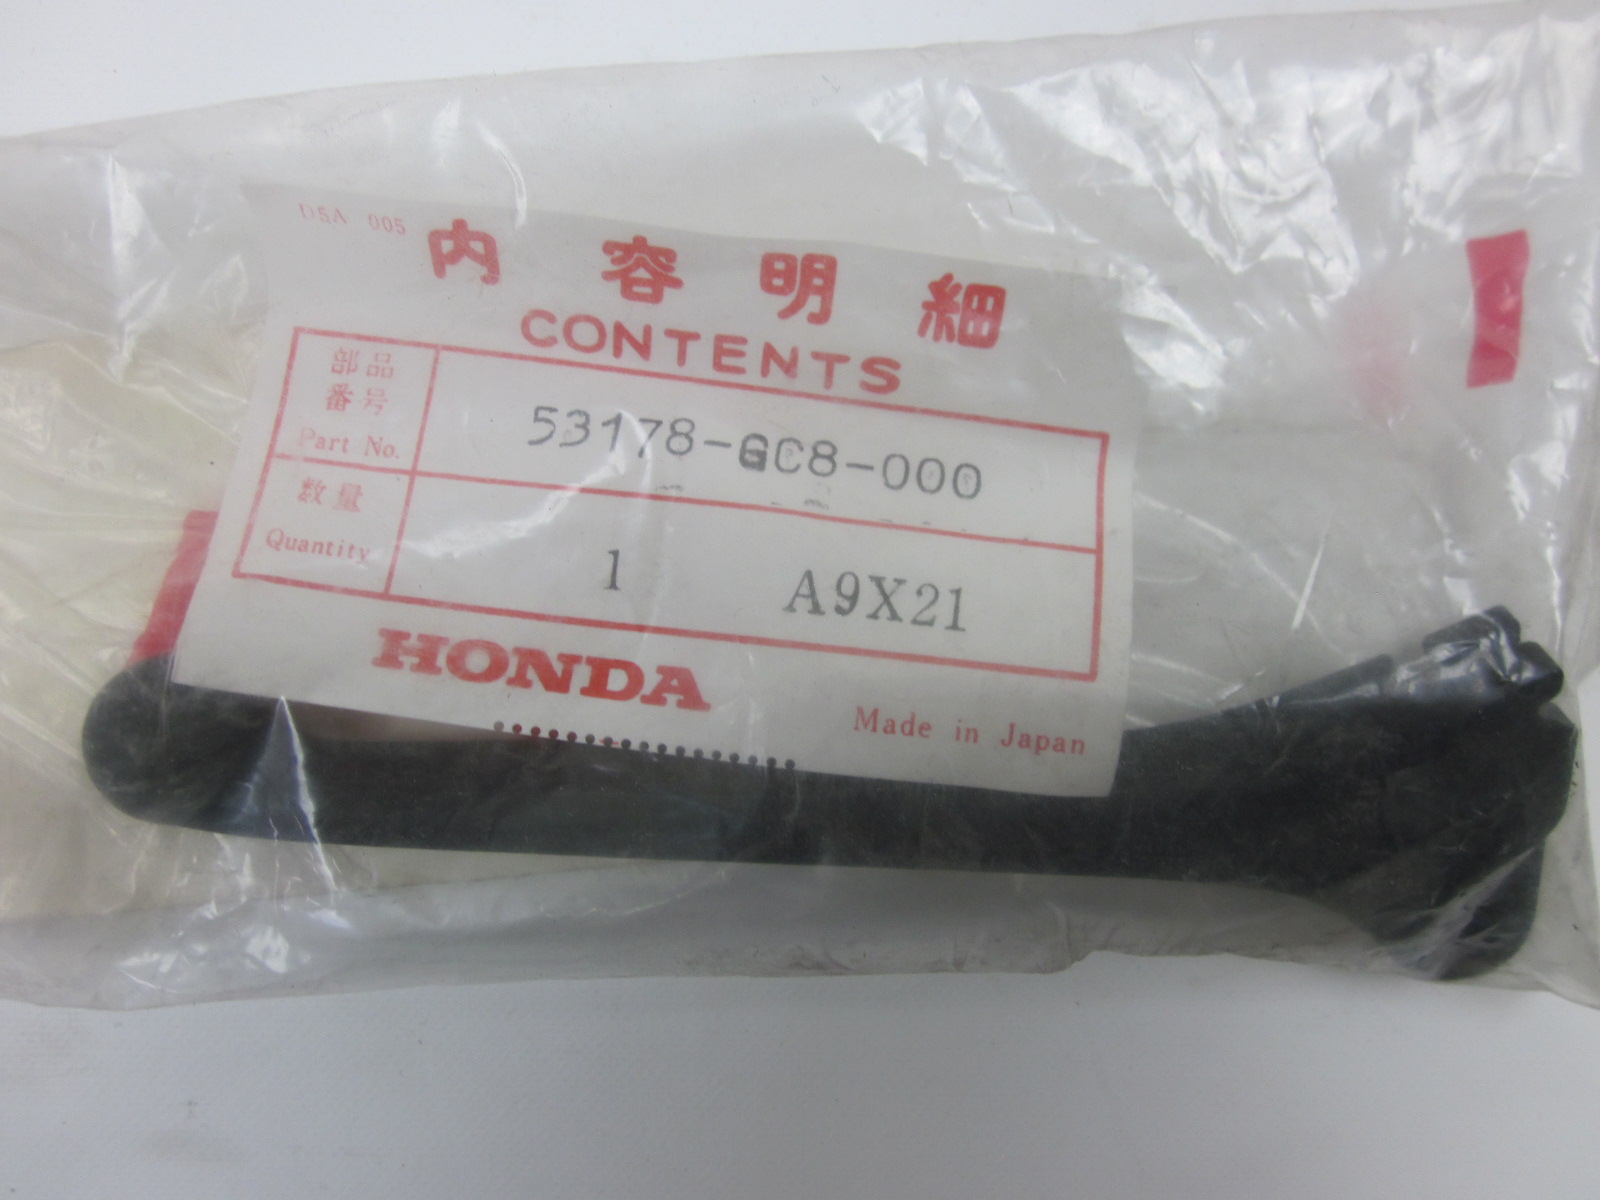 DSA 005
内容明細
CONTENTS
部品
番号
Part No.
53178-GC8-000
数量
Quantity
1 A9X21
HONDA
Made in Japan